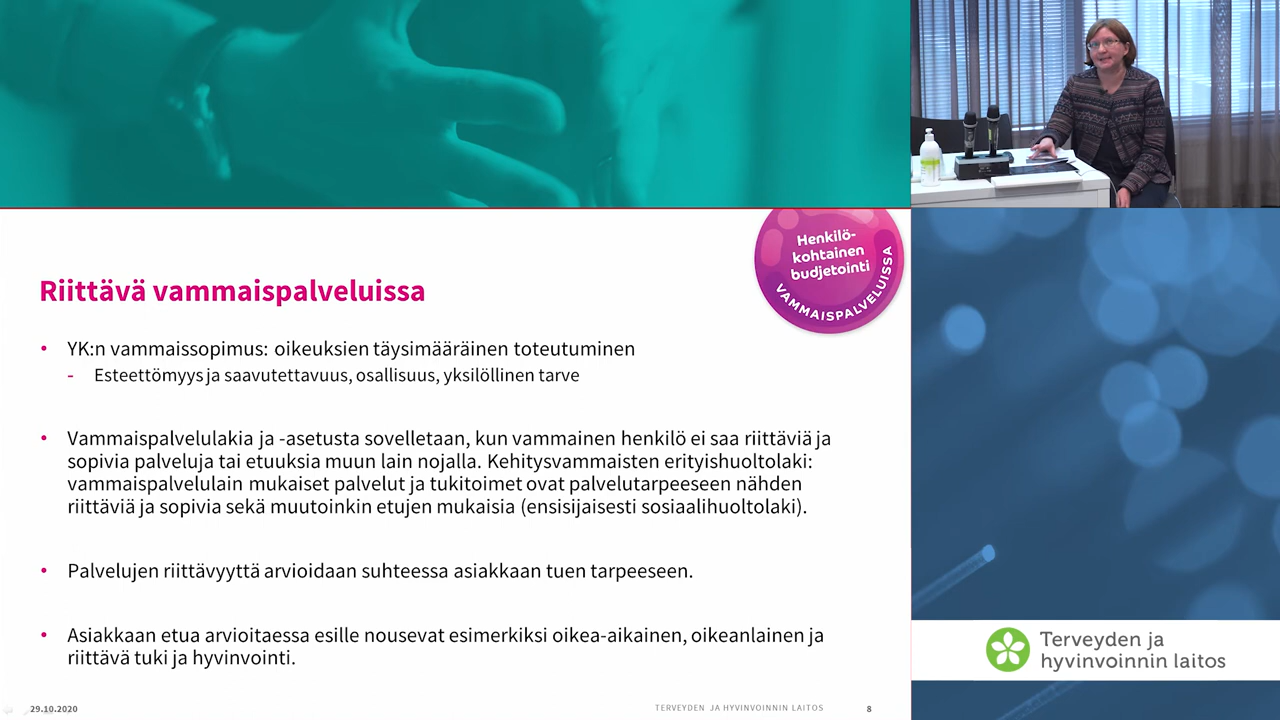 Henkilö-
kohtainen
budjetointi
VAMMAISPALVELUISSA
Riittävä vammaispalveluissa
• YK:n vammaissopimus: oikeuksien täysimääräinen toteutuminen
- Esteettömyys ja saavutettavuus, osallisuus, yksilöllinen tarve
• Vammaispalvelulakia ja -asetusta sovelletaan, kun vammainen henkilö ei saa riittäviä ja
sopivia palveluja tai etuuksia muun lain nojalla. Kehitysvammaisten erityishuoltolaki:
vammaispalvelulain mukaiset palvelut ja tukitoimet ovat palvelutarpeeseen nähden
riittäviä ja sopivia sekä muutoinkin etujen mukaisia (ensisijaisesti sosiaalihuoltolaki).
• Palvelujen riittävyyttä arvioidaan suhteessa asiakkaan tuen tarpeeseen.
• Asiakkaan etua arvioitaessa esille nousevat esimerkiksi oikea-aikainen, oikeanlainen ja
riittävä tuki ja hyvinvointi.
29.10.2020
TERVEYDEN JA HYVINVOINNIN LAITOS
8
Terveyden ja
hyvinvoinnin laitos